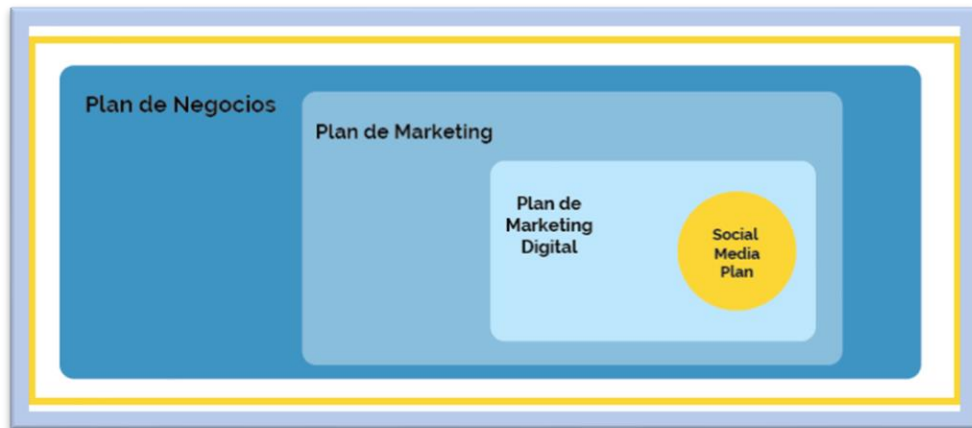 Plan de Negocios
Plan de Marketing
Plan de
Marketing
Digital
Social
Media
Plan